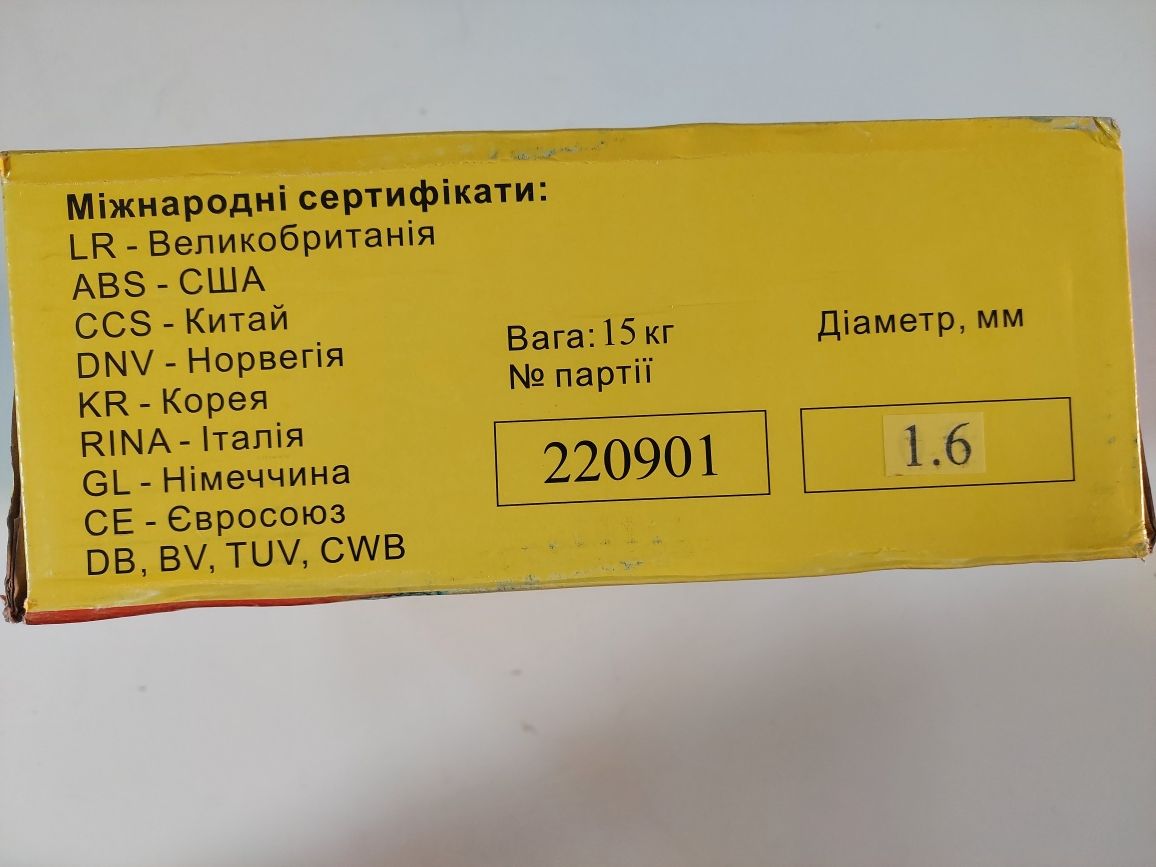 Міжнародні сертифікати:
LR - Великобританія
ABS - США
CCS - Китай
DNV - Норвегія
KR - Корея
RINA - Італія
GL - Німеччина
CE - Євросоюз
DB, BV, TUV, CWB
Вага: 15 кг
№ партії
220901
Діаметр, мм
1.6